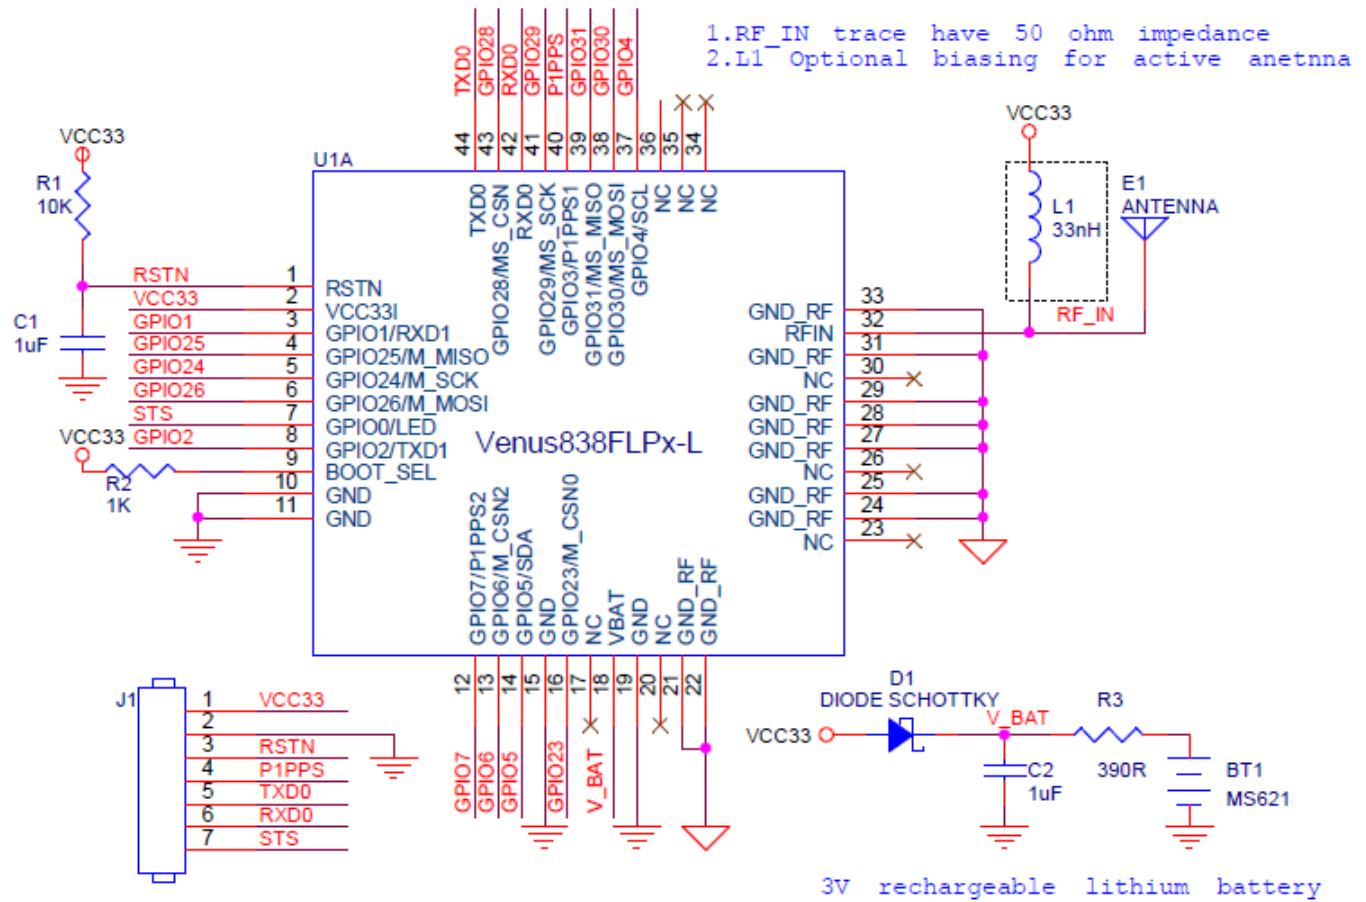 1.RF_IN trace have 50 ohm impedance
2.L1 Optional biasing for active anetnna
TXD0
GPIO28
RXD0
GPIO29
P1PPS
GPIO31
GPIO30
GPIO4
44
43
42
41
40
39
38
37
36
35
34
VCC33
R1
10K
C1
1uF
U1A
TXD0
GPIO28/MS_CSN
RXD0
GPIO29/MS_SCK
GPIO3/P1PPS1
GPIO31/MS_MISO
GPIO30/MS_MOSI
GPIO4/SCL
NC
NC
NC
RSTN 1 RSTN
VCC33 2 VCC33I
GPIO1 3 GPIO1/RXD1
GPIO25 4 GPIO25/M_MISO
GPIO24 5 GPIO24/M_SCK
GPIO26 6 GPIO26/M_MOSI
STS 7 GPIO0/LED
GPIO2 8 GPIO2/TXD1
9 BOOT_SEL
10 GND
11 GND
VCC33
R2
1K
Venus838FLPx-L
VCC33
L1
33nH
E1
ANTENNA
RF_IN
GND_RF 33
RFIN 32
GND_RF 31
NC 30
GND_RF 29
GND_RF 28
GND_RF 27
NC 26
GND_RF 25
GND_RF 24
NC 23
GPIO7/P1PPS2
GPIO6/M_CSN2
GPIO5/SDA
GND
GPIO23/M_CSN0
NC
VBAT
GND
NC
GND_RF
GND_RF
12
13
14
15
16
17
18
19
20
21
22
GPIO7
GPIO6
GPIO5
GPIO23
V_BAT
J1
1 VCC33
2
3 RSTN
4 P1PPS
5 TXD0
6 RXD0
7 STS
D1
DIODE SCHOTTKY
VCC33
V_BAT
R3
390R
C2
1uF
BT1
MS621
3V rechargeable lithium battery